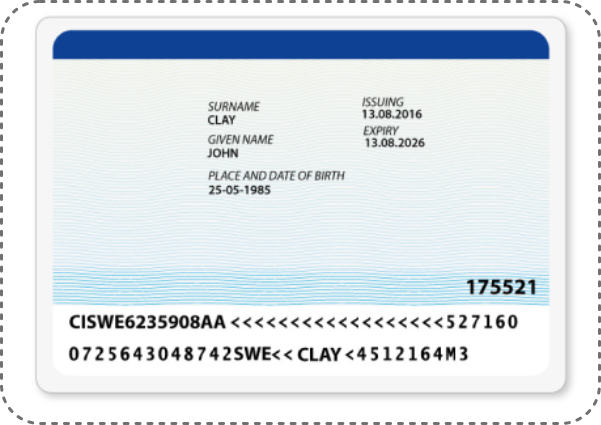 SURNAME
CLAY
GIVEN NAME
JOHN
PLACE AND DATE OF BIRTH
25-05-1985
ISSUING
13.08.2016
EXPIRY
13.08.2026
175521
CISWE6235908AA <<<<<<<<<<<<<<<<<<527160
0725643048742SWE<< CLAY <4512164M3